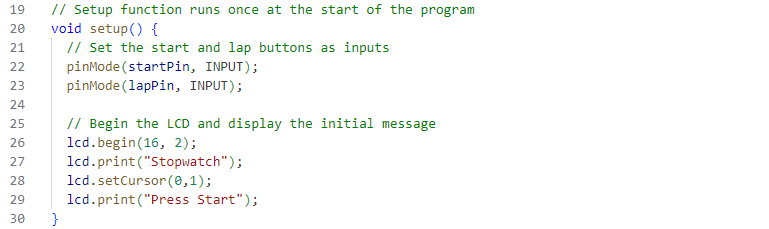 19 // Setup function runs once at the start of the program
20 void setup() {
21   // Set the start and lap buttons as inputs
22   pinMode(startPin, INPUT);
23   pinMode(lapPin, INPUT);
24
25   // Begin the LCD and display the initial message
26   lcd.begin(16, 2);
27   lcd.print("Stopwatch");
28   lcd.setCursor(0,1);
29   lcd.print("Press Start");
30 }